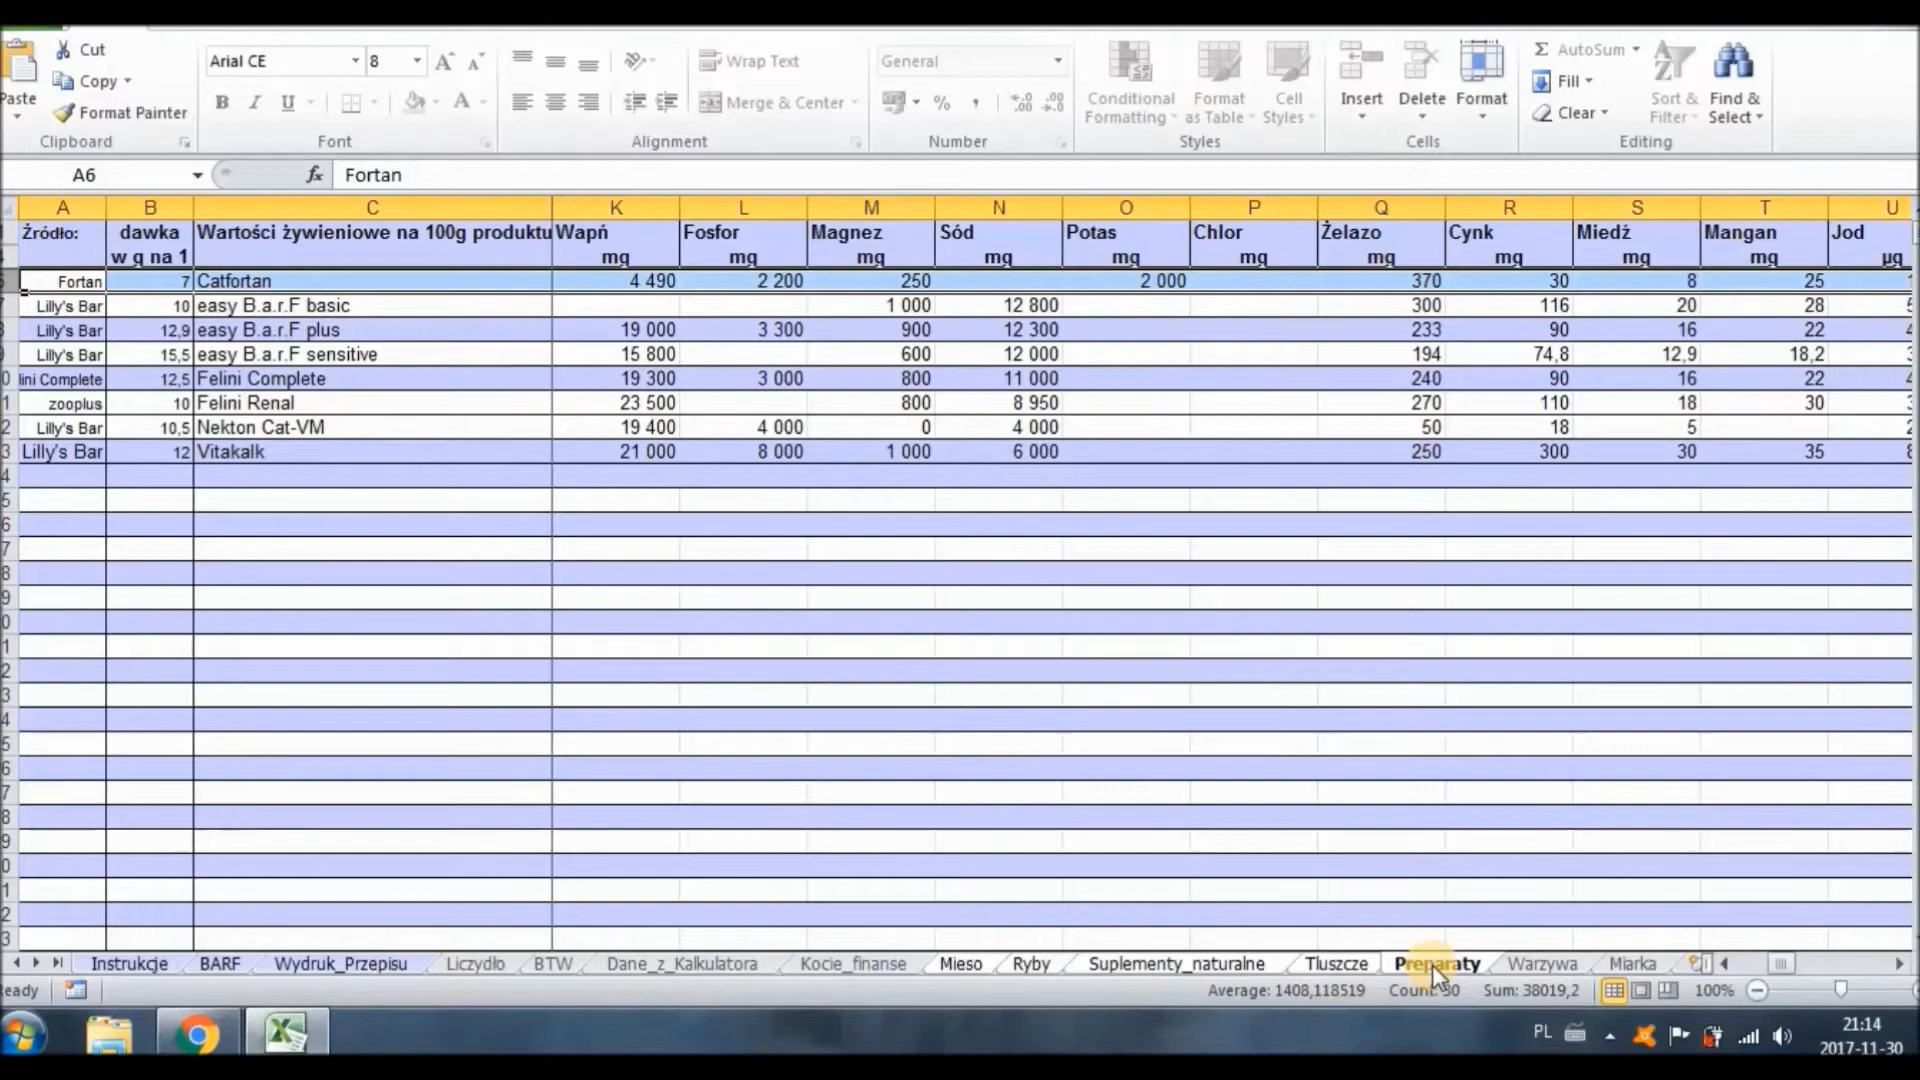 Cut
Arial CE 8 Wrap Text General AutoSum
Copy Fill
Paste Format Painter B I U Merge & Center % , Conditional Formatting Format as Table Cell Styles Insert Delete Format Clear Sort & Filter Find & Select
Clipboard Font Alignment Number Styles Cells Editing
A6 fx Fortan
A B C K L M N O P Q R S T U
Źródło: dawka Wartości żywieniowe na 100g produktu Wapń Fosfor Magnez Sód Potas Chlor Żelazo Cynk Miedź Mangan Jod
w g na 1 mg mg mg mg mg mg mg mg mg mg µg
Fortan 7 Catfortan 4 490 2 200 250 2 000 370 30 8 25
Lilly's Bar 10 easy B.a.r.F basic 1 000 12 800 300 116 20 28
Lilly's Bar 12,9 easy B.a.r.F plus 19 000 3 300 900 12 300 233 90 16 22
Lilly's Bar 15,5 easy B.a.r.F sensitive 15 800 600 12 000 194 74,8 12,9 18,2
ini Complete 12,5 Felini Complete 19 300 3 000 800 11 000 240 90 16 22
zooplus 10 Felini Renal 23 500 800 8 950 270 110 18 30
Lilly's Bar 10,5 Nekton Cat-VM 19 400 4 000 0 4 000 50 18 5
Lilly's Bar 12 Vitakalk 21 000 8 000 1 000 6 000 250 300 30 35
Instrukcje BARF Wydruk_Przepisu Liczydło BTW Dane_z_Kalkulatora Kocie_finanse Mieso Ryby Suplementy_naturalne Tluszcze Preparaty Warzywa Miarka
eady Average: 1408,118519 Count: 30 Sum: 38019,2 100%
PL 21:14
2017-11-30